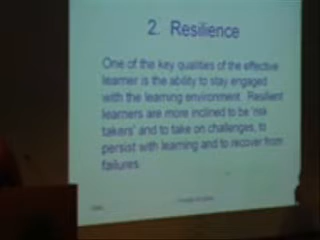 2. Resilience
One of the key qualities of the effective
learner is the ability to stay engaged
with the learning environment. Resilient
learners are more inclined to be 'risk
takers' and to take on challenges, to
persist with learning and to recover from
failures